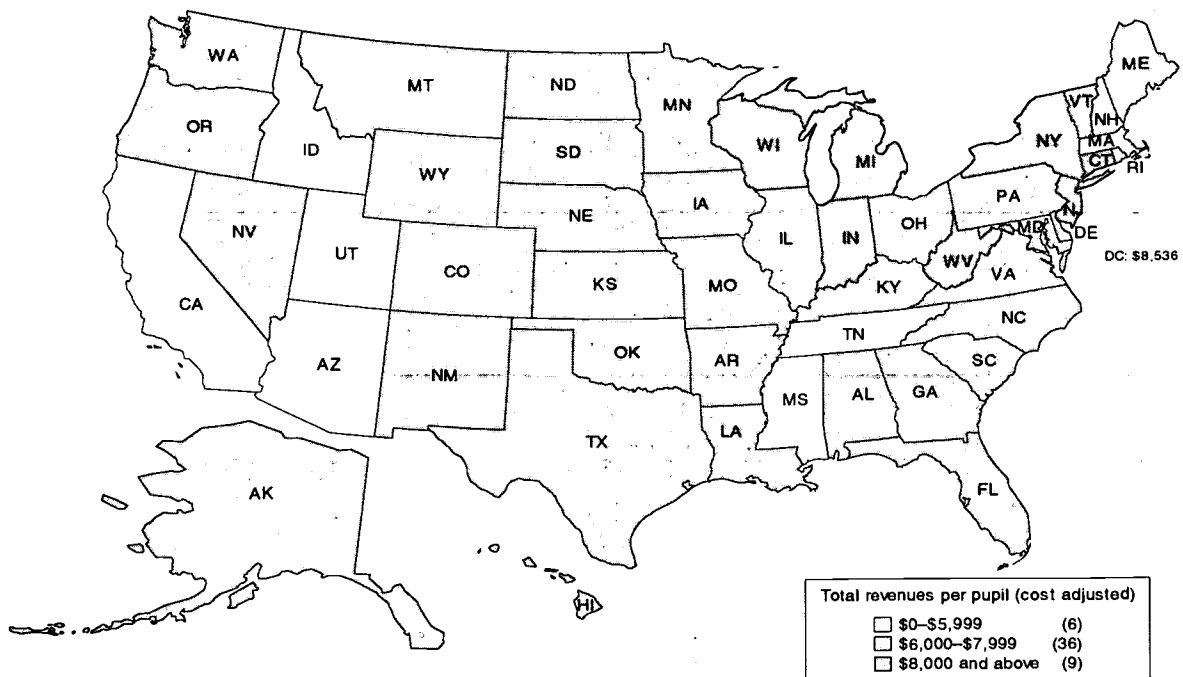 WA
MT
ND
MN
ME
VT
NH
OR
ID
SD
WI
MI
NY
MA
CT
RI
WY
IA
PA
NE
NV
UT
CO
IL
IN
OH
MD
DE
WV
DC: $8,536
KS
MO
KY
VA
CA
NC
TN
AZ
NM
OK
AR
SC
MS
AL
GA
TX
LA
AK
FL
HI
Total revenues per pupil (cost adjusted)
$0–$5,999 (6)
$6,000–$7,999 (36)
$8,000 and above (9)